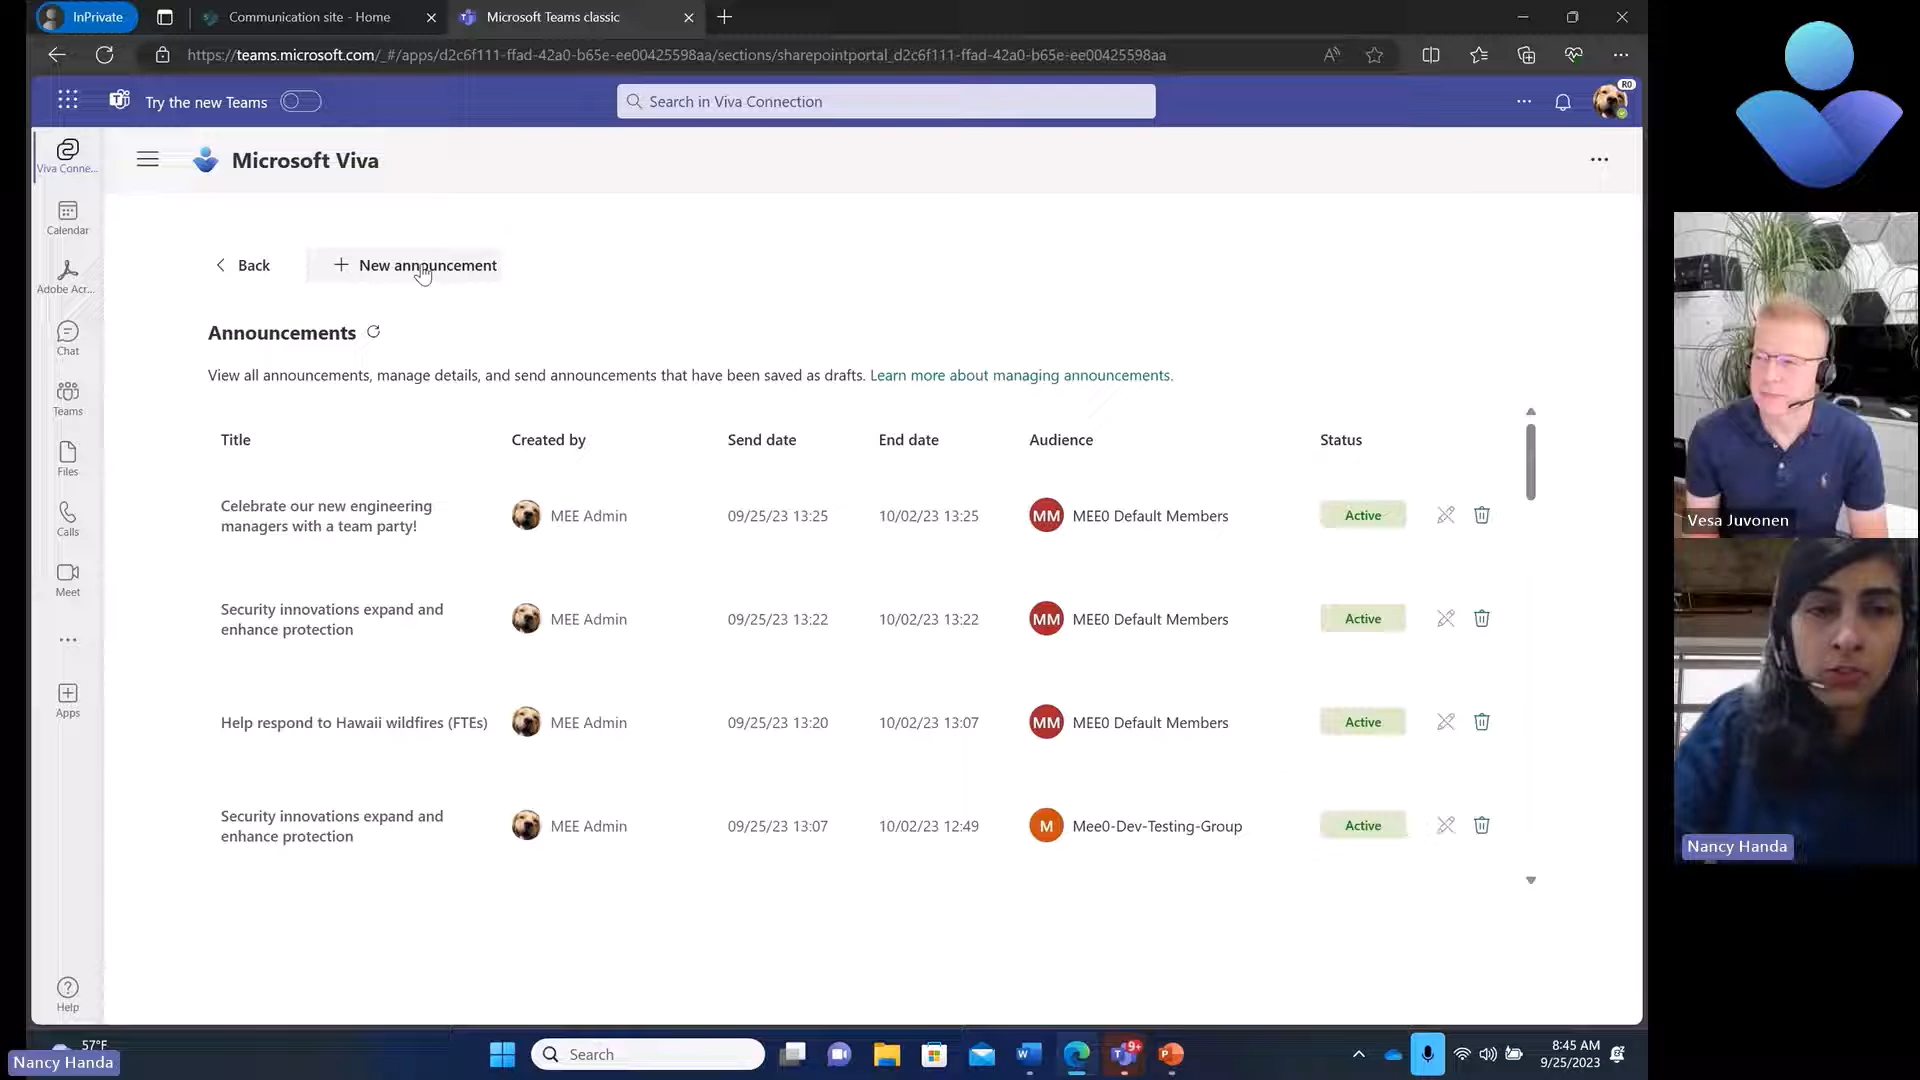 InPrivate
Communication site - Home
Microsoft Teams classic
https://teams.microsoft.com/_#/apps/d2c6f111-ffad-42a0-b65e-ee00425598aa/sections/sharepointportal_d2c6f111-ffad-42a0-b65e-ee00425598aa
Try the new Teams
Search in Viva Connection
RO
Viva Conne...
Calendar
Adobe Acr...
Chat
Teams
Files
Calls
Meet
Apps
Help
Microsoft Viva
Back
New announcement
Announcements
View all announcements, manage details, and send announcements that have been saved as drafts. Learn more about managing announcements.
Title Created by Send date End date Audience Status
Celebrate our new engineering
managers with a team party!
MEE Admin 09/25/23 13:25 10/02/23 13:25 MM MEE0 Default Members Active
Security innovations expand and
enhance protection
MEE Admin 09/25/23 13:22 10/02/23 13:22 MM MEE0 Default Members Active
Help respond to Hawaii wildfires (FTEs) MEE Admin 09/25/23 13:20 10/02/23 13:07 MM MEE0 Default Members Active
Security innovations expand and
enhance protection
MEE Admin 09/25/23 13:07 10/02/23 12:49 M Mee0-Dev-Testing-Group Active
Vesa Juvonen
Nancy Handa
57°F
Nancy Handa
Search
9+
8:45 AM
9/25/2023